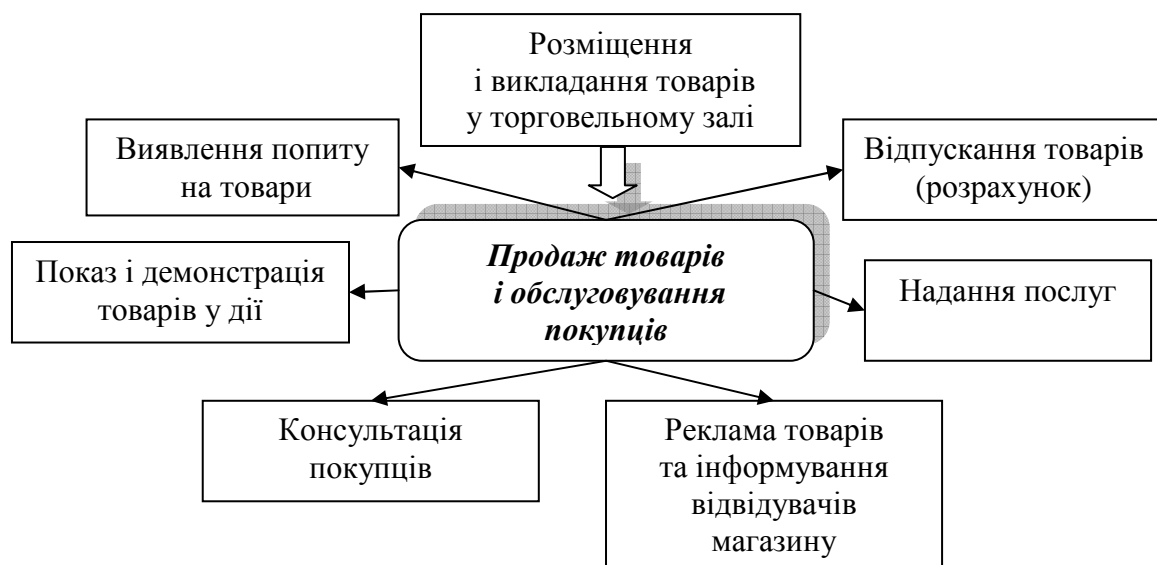 Розміщення
і викладання товарів
у торговельному залі
Виявлення попиту
на товари
Відпускання товарів
(розрахунок)
Показ і демонстрація
товарів у дії
Продаж товарів
і обслуговування
покупців
Надання послуг
Консультація
покупців
Реклама товарів
та інформування
відвідувачів
магазину